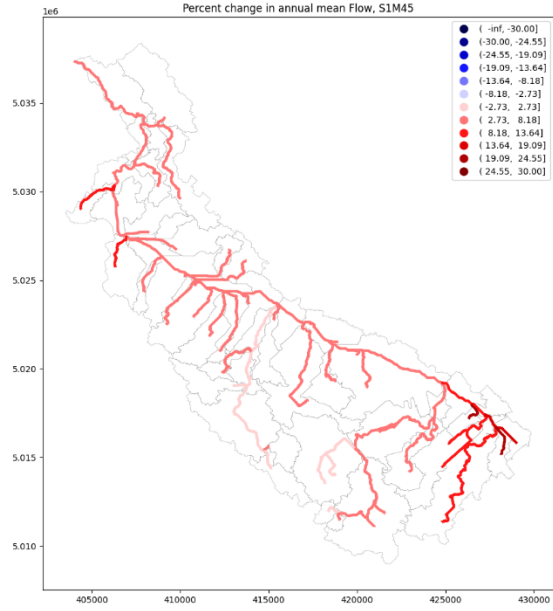 Percent change in annual mean Flow, S1M45
1e6
( -inf, -30.00]
(-30.00, -24.55]
(-24.55, -19.09]
(-19.09, -13.64]
(-13.64, -8.18]
(-8.18, -2.73]
(-2.73, 2.73]
( 2.73, 8.18]
( 8.18, 13.64]
( 13.64, 19.09]
( 19.09, 24.55]
( 24.55, 30.00]
5.035
5.030
5.025
5.020
5.015
5.010
405000 410000 415000 420000 425000 430000